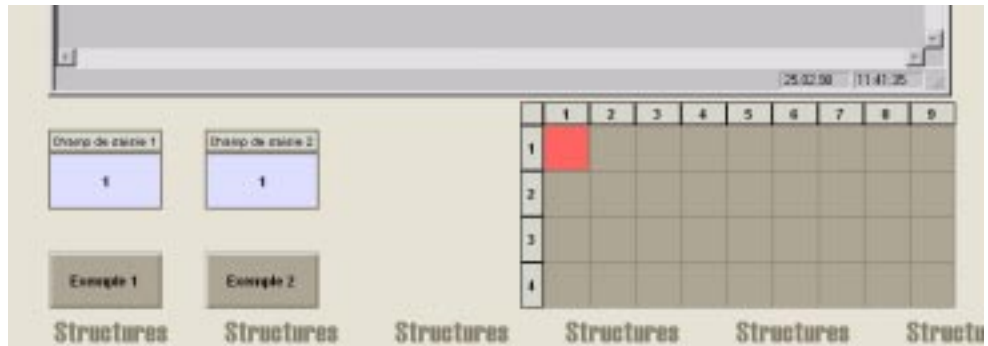 25.02.98 11:41:35
1 2 3 4 5 6 7 8 9
Champ de saisie 1 Champ de saisie 2
1
1 1
2
3
Exemple 1 Exemple 2
4
Structures Structures Structures Structures Structures Structu